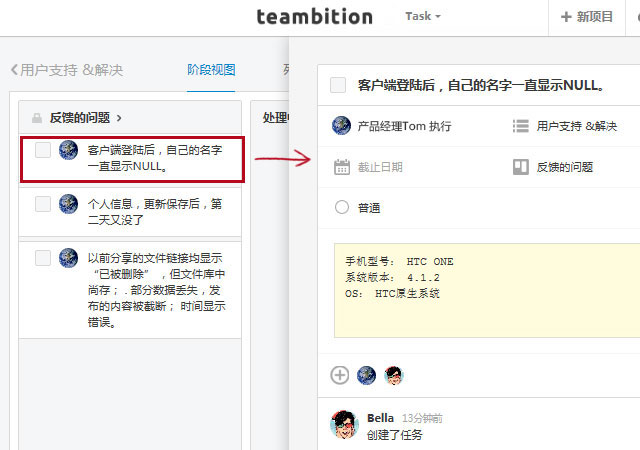 teambition
Task
新项目
用户支持 &解决
阶段视图
反馈的问题
客户端登陆后，自己的名字
一直显示NULL。
个人信息，更新保存后，第
二天又没了
以前分享的文件链接均显示
“已被删除” ，但文件库中
尚存；. 部分数据丢失，发
布的内容被截断； 时间显示
错误。
客户端登陆后，自己的名字一直显示NULL。
产品经理Tom 执行
用户支持 &解决
截止日期
反馈的问题
普通
手机型号： HTC ONE
系统版本： 4.1.2
OS： HTC原生系统
Bella 13分钟前
创建了任务